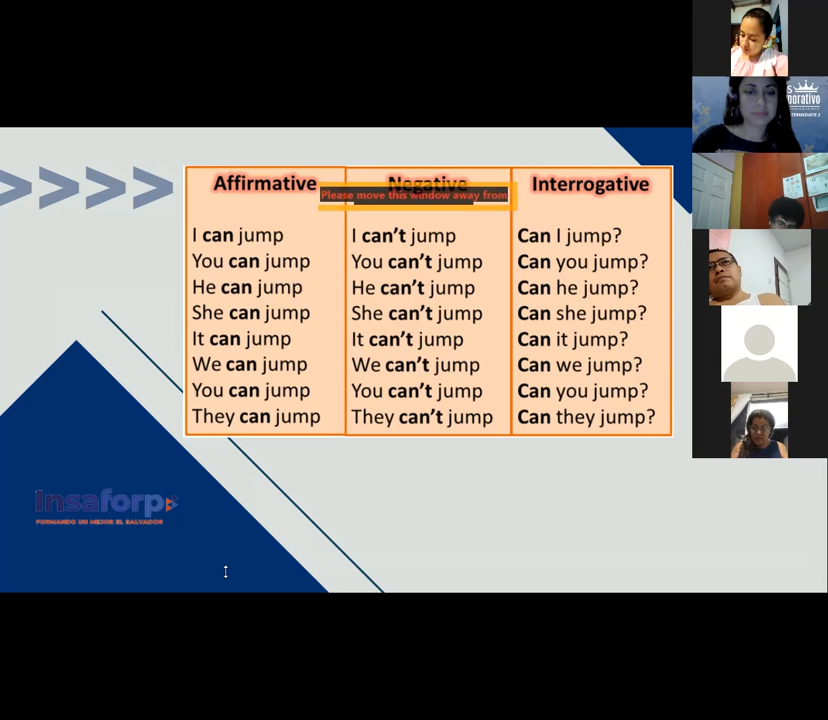 Affirmative
Negative
Interrogative
Please move this window away from
I can jump
You can jump
He can jump
She can jump
It can jump
We can jump
You can jump
They can jump
I can't jump
You can't jump
He can't jump
She can't jump
It can't jump
We can't jump
You can't jump
They can't jump
Can I jump?
Can you jump?
Can he jump?
Can she jump?
Can it jump?
Can we jump?
Can you jump?
Can they jump?
Insaforp
FORMANDO UN MEJOR EL SALVADOR